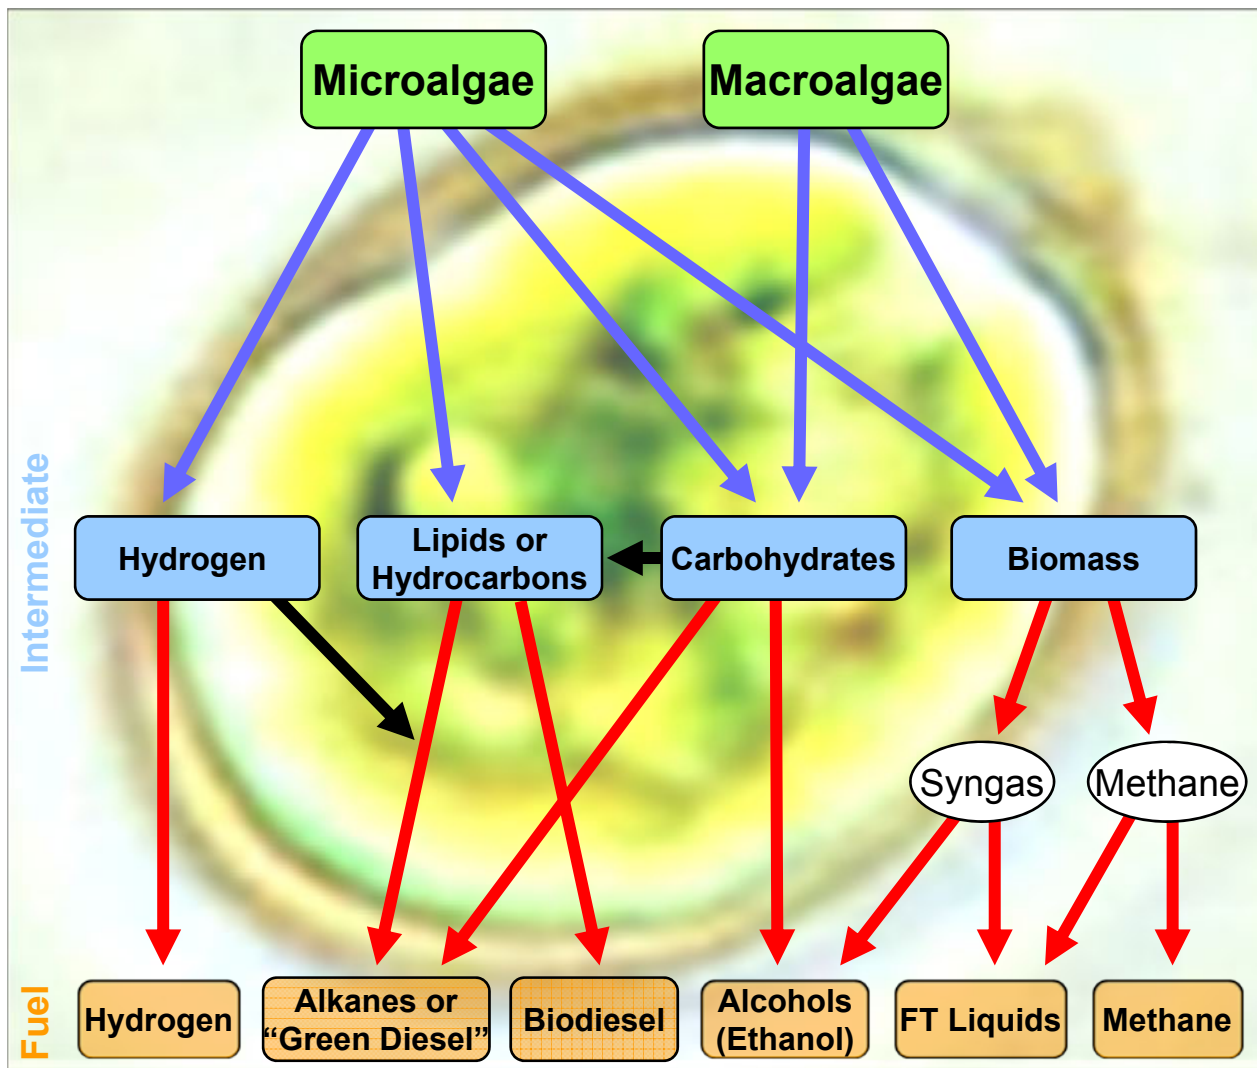 Microalgae
Macroalgae
Intermediate
Hydrogen
Lipids or
Hydrocarbons
Carbohydrates
Biomass
Syngas
Methane
Fuel
Hydrogen
Alkanes or
“Green Diesel”
Biodiesel
Alcohols
(Ethanol)
FT Liquids
Methane